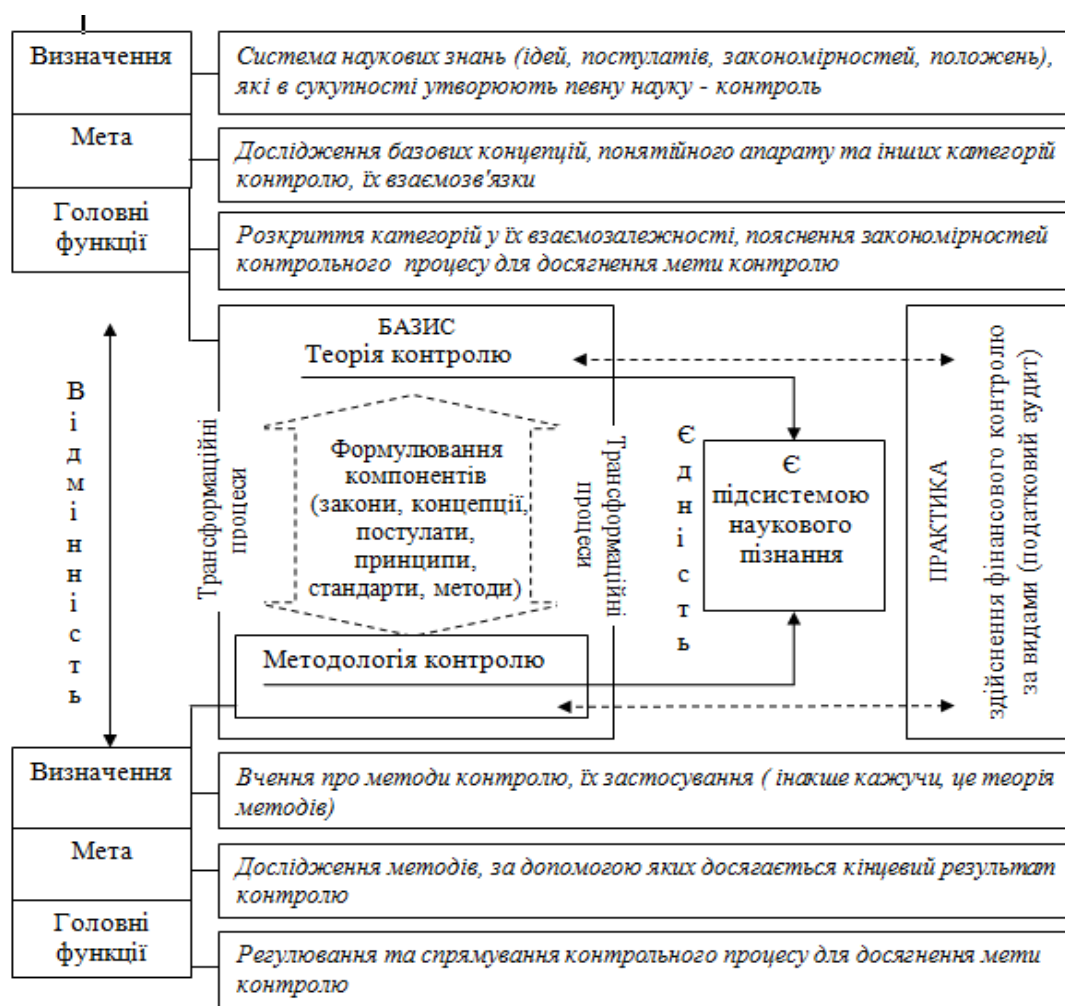 Визначення
Система наукових знань (ідей, постулатів, закономірностей, положень),
які в сукупності утворюють певну науку - контроль
Мета
Дослідження базових концепцій, понятійного апарату та інших категорій
контролю, їх взаємозв'язки
Головні
функції
Розкриття категорій у їх взаємозалежності, пояснення закономірностей
контрольного процесу для досягнення мети контролю
Відмінність
БАЗИС
Теорія контролю
Трансформаційні
процеси
Формулювання
компонентів
(закони, концепції,
постулати,
принципи,
стандарти, методи)
Трансформаційні
процеси
Методологія контролю
Єдність
Є
підсистемою
наукового
пізнання
ПРАКТИКА
здійснення фінансового контролю
за видами (податковий аудит)
Визначення
Вчення про методи контролю, їх застосування ( інакше кажучи, це теорія
методів)
Мета
Дослідження методів, за допомогою яких досягається кінцевий результат
контролю
Головні
функції
Регулювання та спрямування контрольного процесу для досягнення мети
контролю